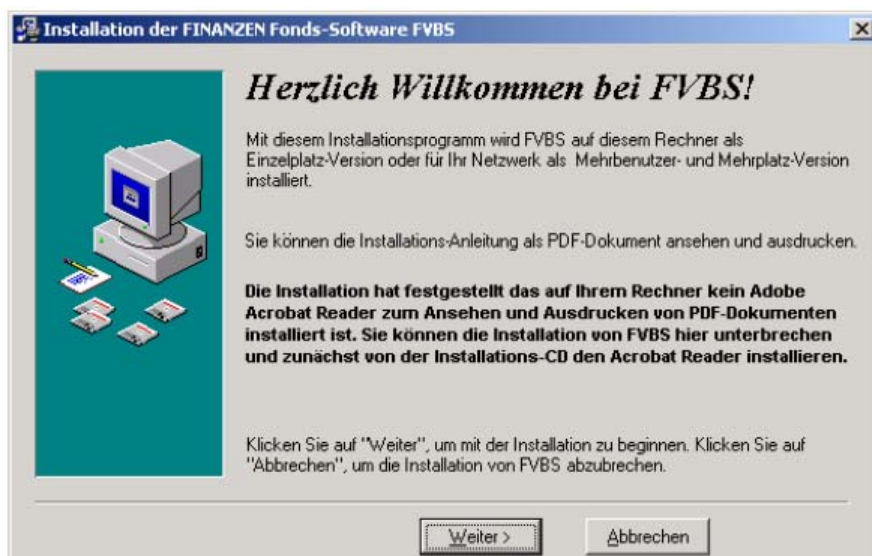 Installation der FINANZEN Fonds-Software FVBS
Herzlich Willkommen bei FVBS!
Mit diesem Installationsprogramm wird FVBS auf diesem Rechner als
Einzelplatz-Version oder für Ihr Netzwerk als Mehrbenutzer- und Mehrplatz-Version
installiert.
Sie können die Installations-Anleitung als PDF-Dokument ansehen und ausdrucken.
Die Installation hat festgestellt das auf Ihrem Rechner kein Adobe
Acrobat Reader zum Ansehen und Ausdrucken von PDF-Dokumenten
installiert ist. Sie können die Installation von FVBS hier unterbrechen
und zunächst von der Installations-CD den Acrobat Reader installieren.
Klicken Sie auf "Weiter", um mit der Installation zu beginnen. Klicken Sie auf
"Abbrechen", um die Installation von FVBS abzubrechen.
Weiter > Abbrechen